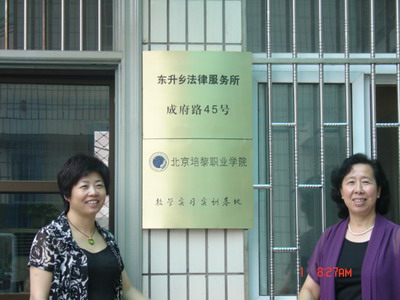 东升乡法律服务所
成府路45号
北京培黎职业学院
教学实习实训基地
1 8:27AM